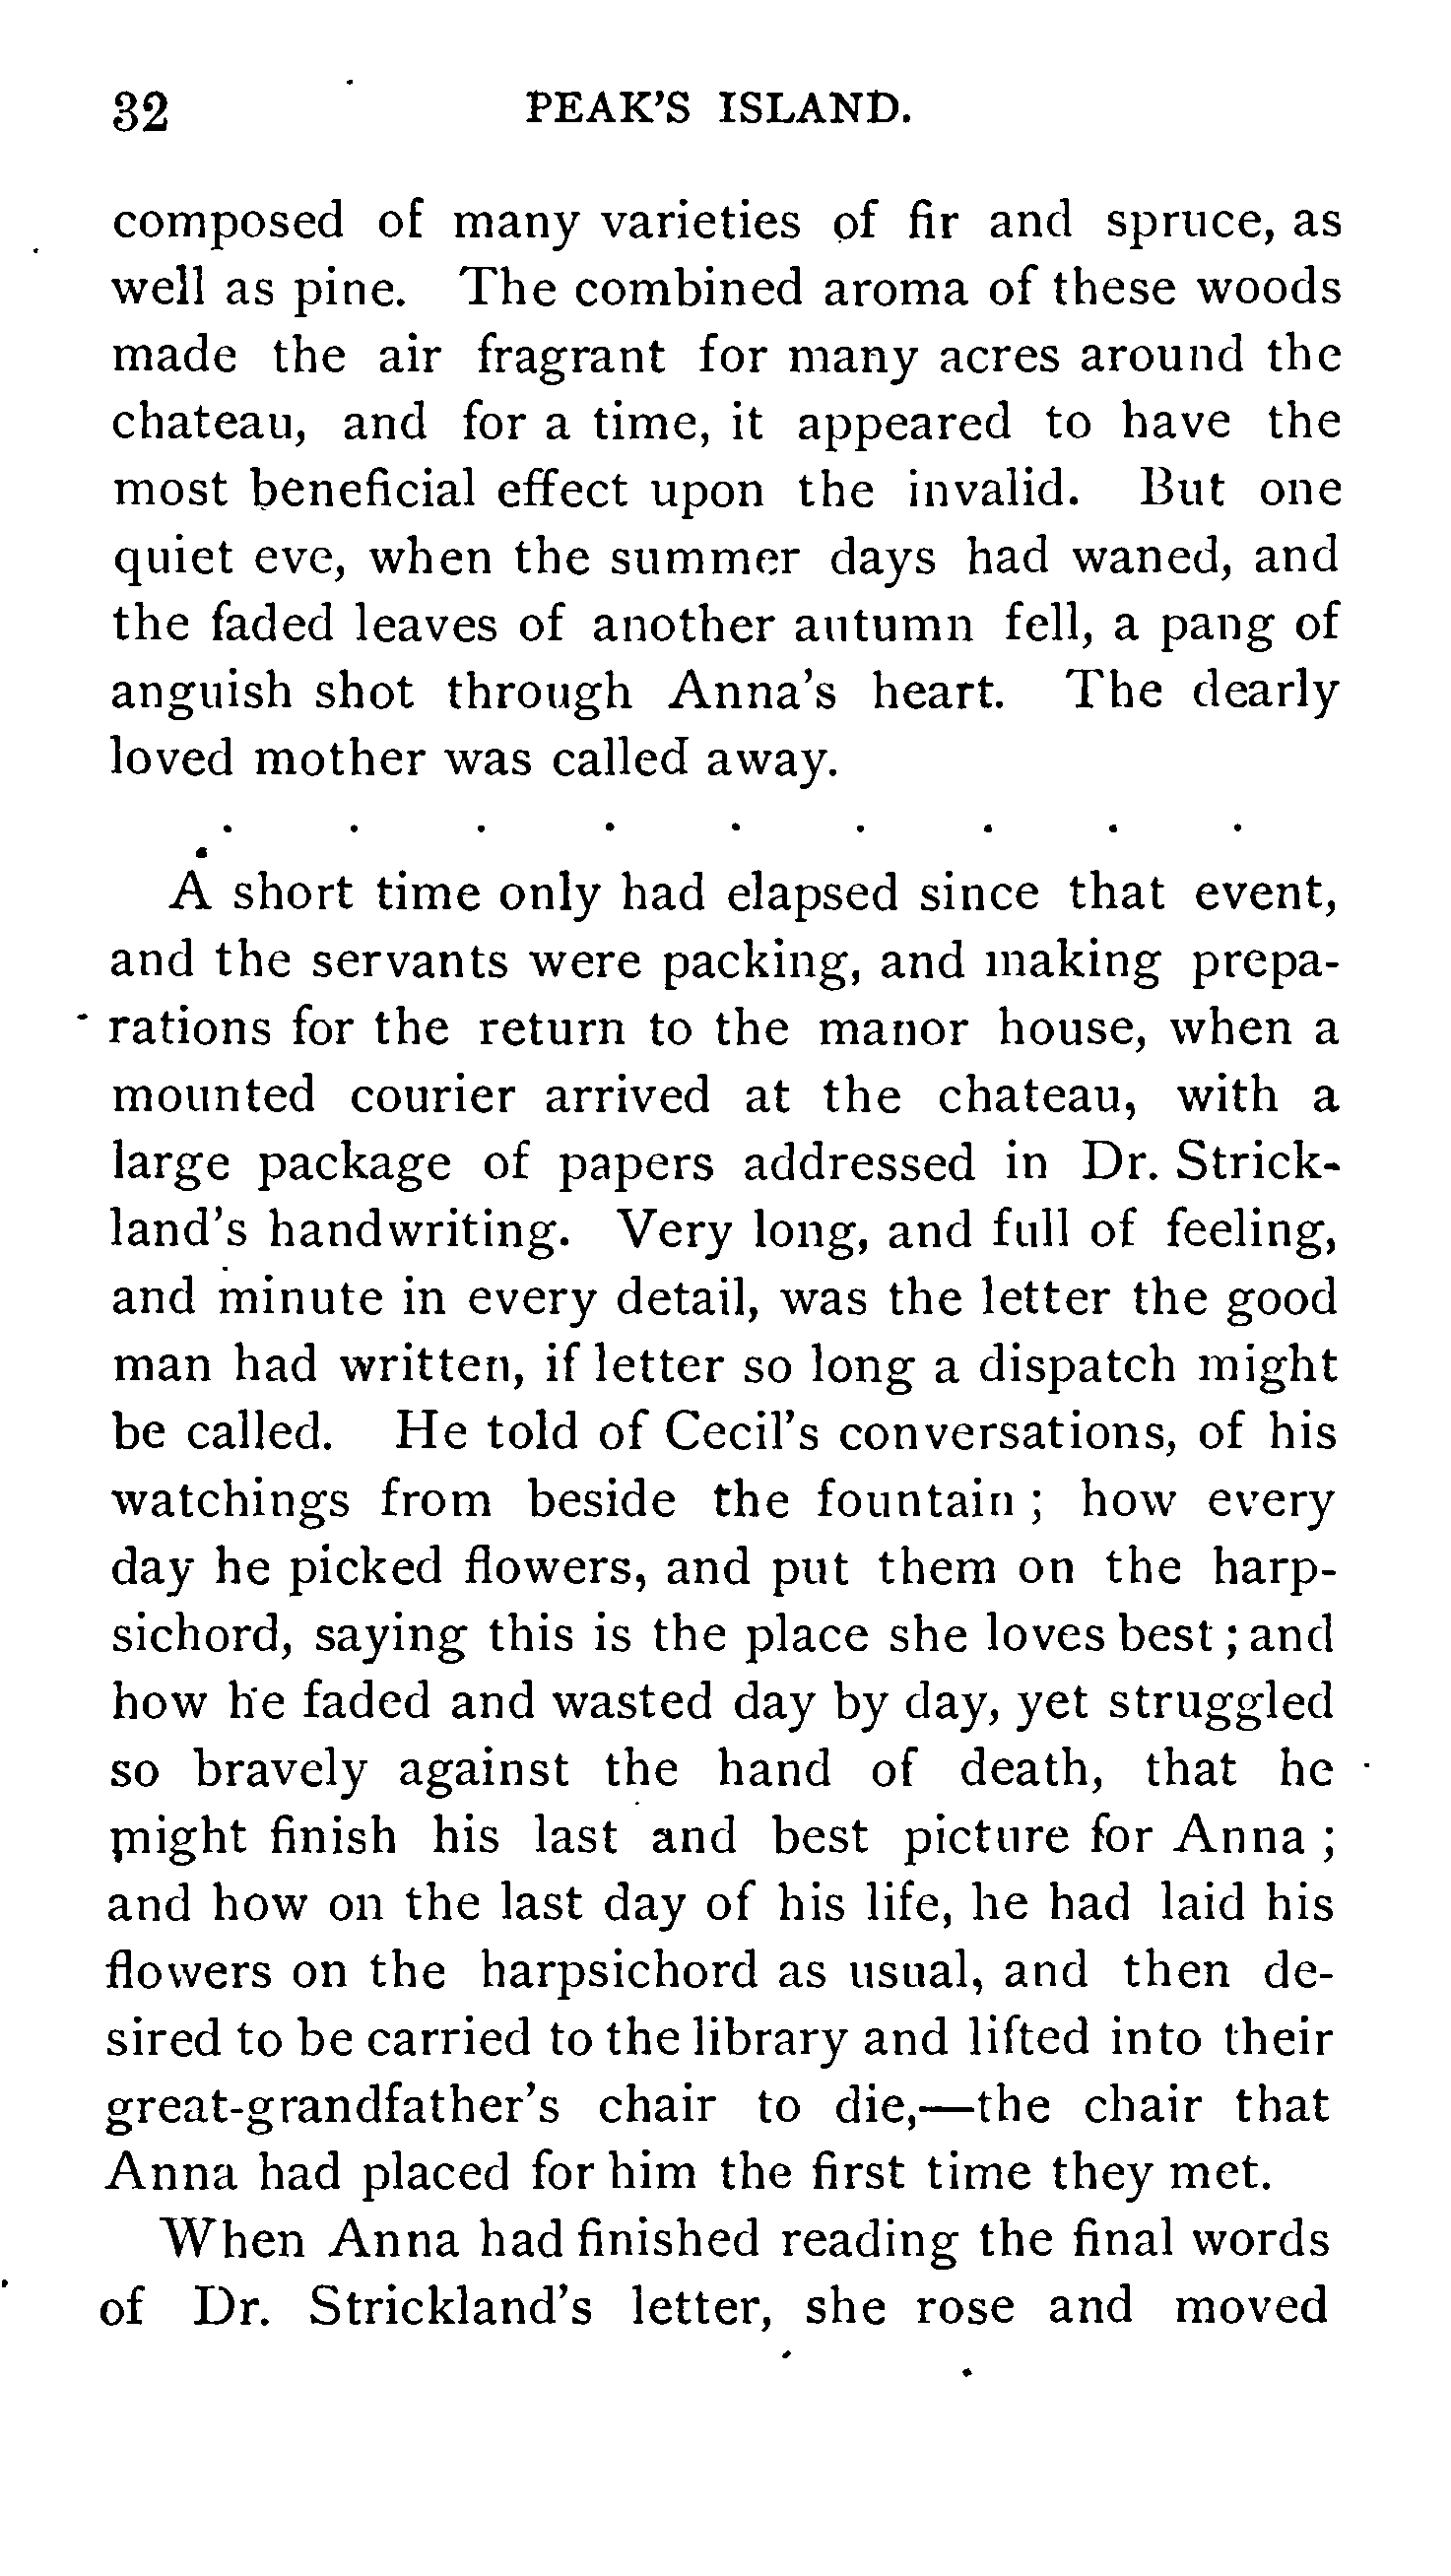 32 PEAK'S ISLAND.
composed of many varieties of fir and spruce, as
well as pine. The combined aroma of these woods
made the air fragrant for many acres around the
chateau, and for a time, it appeared to have the
most beneficial effect upon the invalid. But one
quiet eve, when the summer days had waned, and
the faded leaves of another autumn fell, a pang of
anguish shot through Anna's heart. The dearly
loved mother was called away.
. . . . . . . . .
A short time only had elapsed since that event,
and the servants were packing, and making prepa-
rations for the return to the manor house, when a
mounted courier arrived at the chateau, with a
large package of papers addressed in Dr. Strick-
land's handwriting. Very long, and full of feeling,
and minute in every detail, was the letter the good
man had written, if letter so long a dispatch might
be called. He told of Cecil's conversations, of his
watchings from beside the fountain ; how every
day he picked flowers, and put them on the harp-
sichord, saying this is the place she loves best ; and
how he faded and wasted day by day, yet struggled
so bravely against the hand of death, that he
might finish his last and best picture for Anna ;
and how on the last day of his life, he had laid his
flowers on the harpsichord as usual, and then de-
sired to be carried to the library and lifted into their
great-grandfather's chair to die,—the chair that
Anna had placed for him the first time they met.
When Anna had finished reading the final words
of Dr. Strickland's letter, she rose and moved